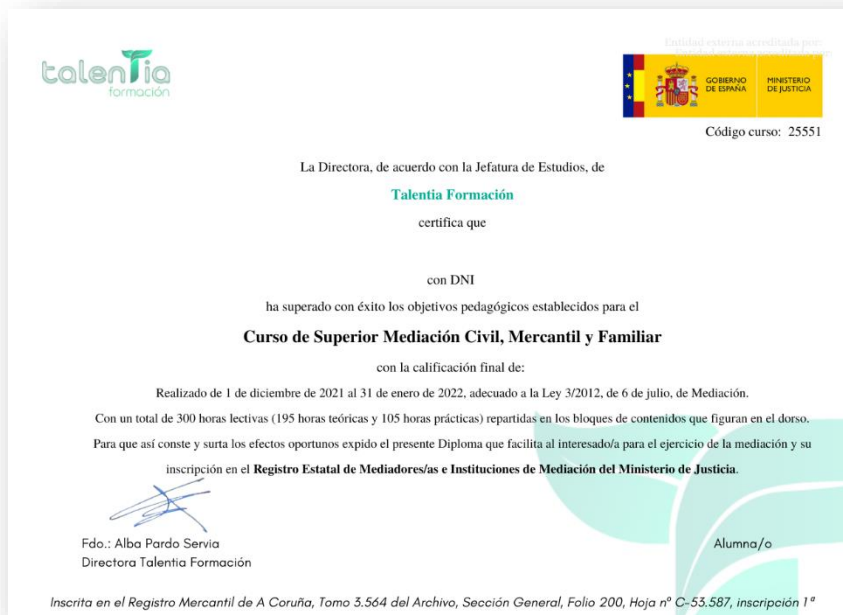 talentia
formación
Entidad externa acreditada por:
GOBIERNO
DE ESPAÑA
MINISTERIO
DE JUSTICIA
Código curso: 25551
La Directora, de acuerdo con la Jefatura de Estudios, de
Talentia Formación
certifica que
con DNI
ha superado con éxito los objetivos pedagógicos establecidos para el
Curso de Superior Mediación Civil, Mercantil y Familiar
con la calificación final de:
Realizado de 1 de diciembre de 2021 al 31 de enero de 2022, adecuado a la Ley 3/2012, de 6 de julio, de Mediación.
Con un total de 300 horas lectivas (195 horas teóricas y 105 horas prácticas) repartidas en los bloques de contenidos que figuran en el dorso.
Para que así conste y surta los efectos oportunos expido el presente Diploma que facilita al interesado/a para el ejercicio de la mediación y su
inscripción en el Registro Estatal de Mediadores/as e Instituciones de Mediación del Ministerio de Justicia.
Fdo.: Alba Pardo Servia
Directora Talentia Formación
Alumna/o
Inscrita en el Registro Mercantil de A Coruña, Tomo 3.564 del Archivo, Sección General, Folio 200, Hoja nº C-53.587, inscripción 1ª